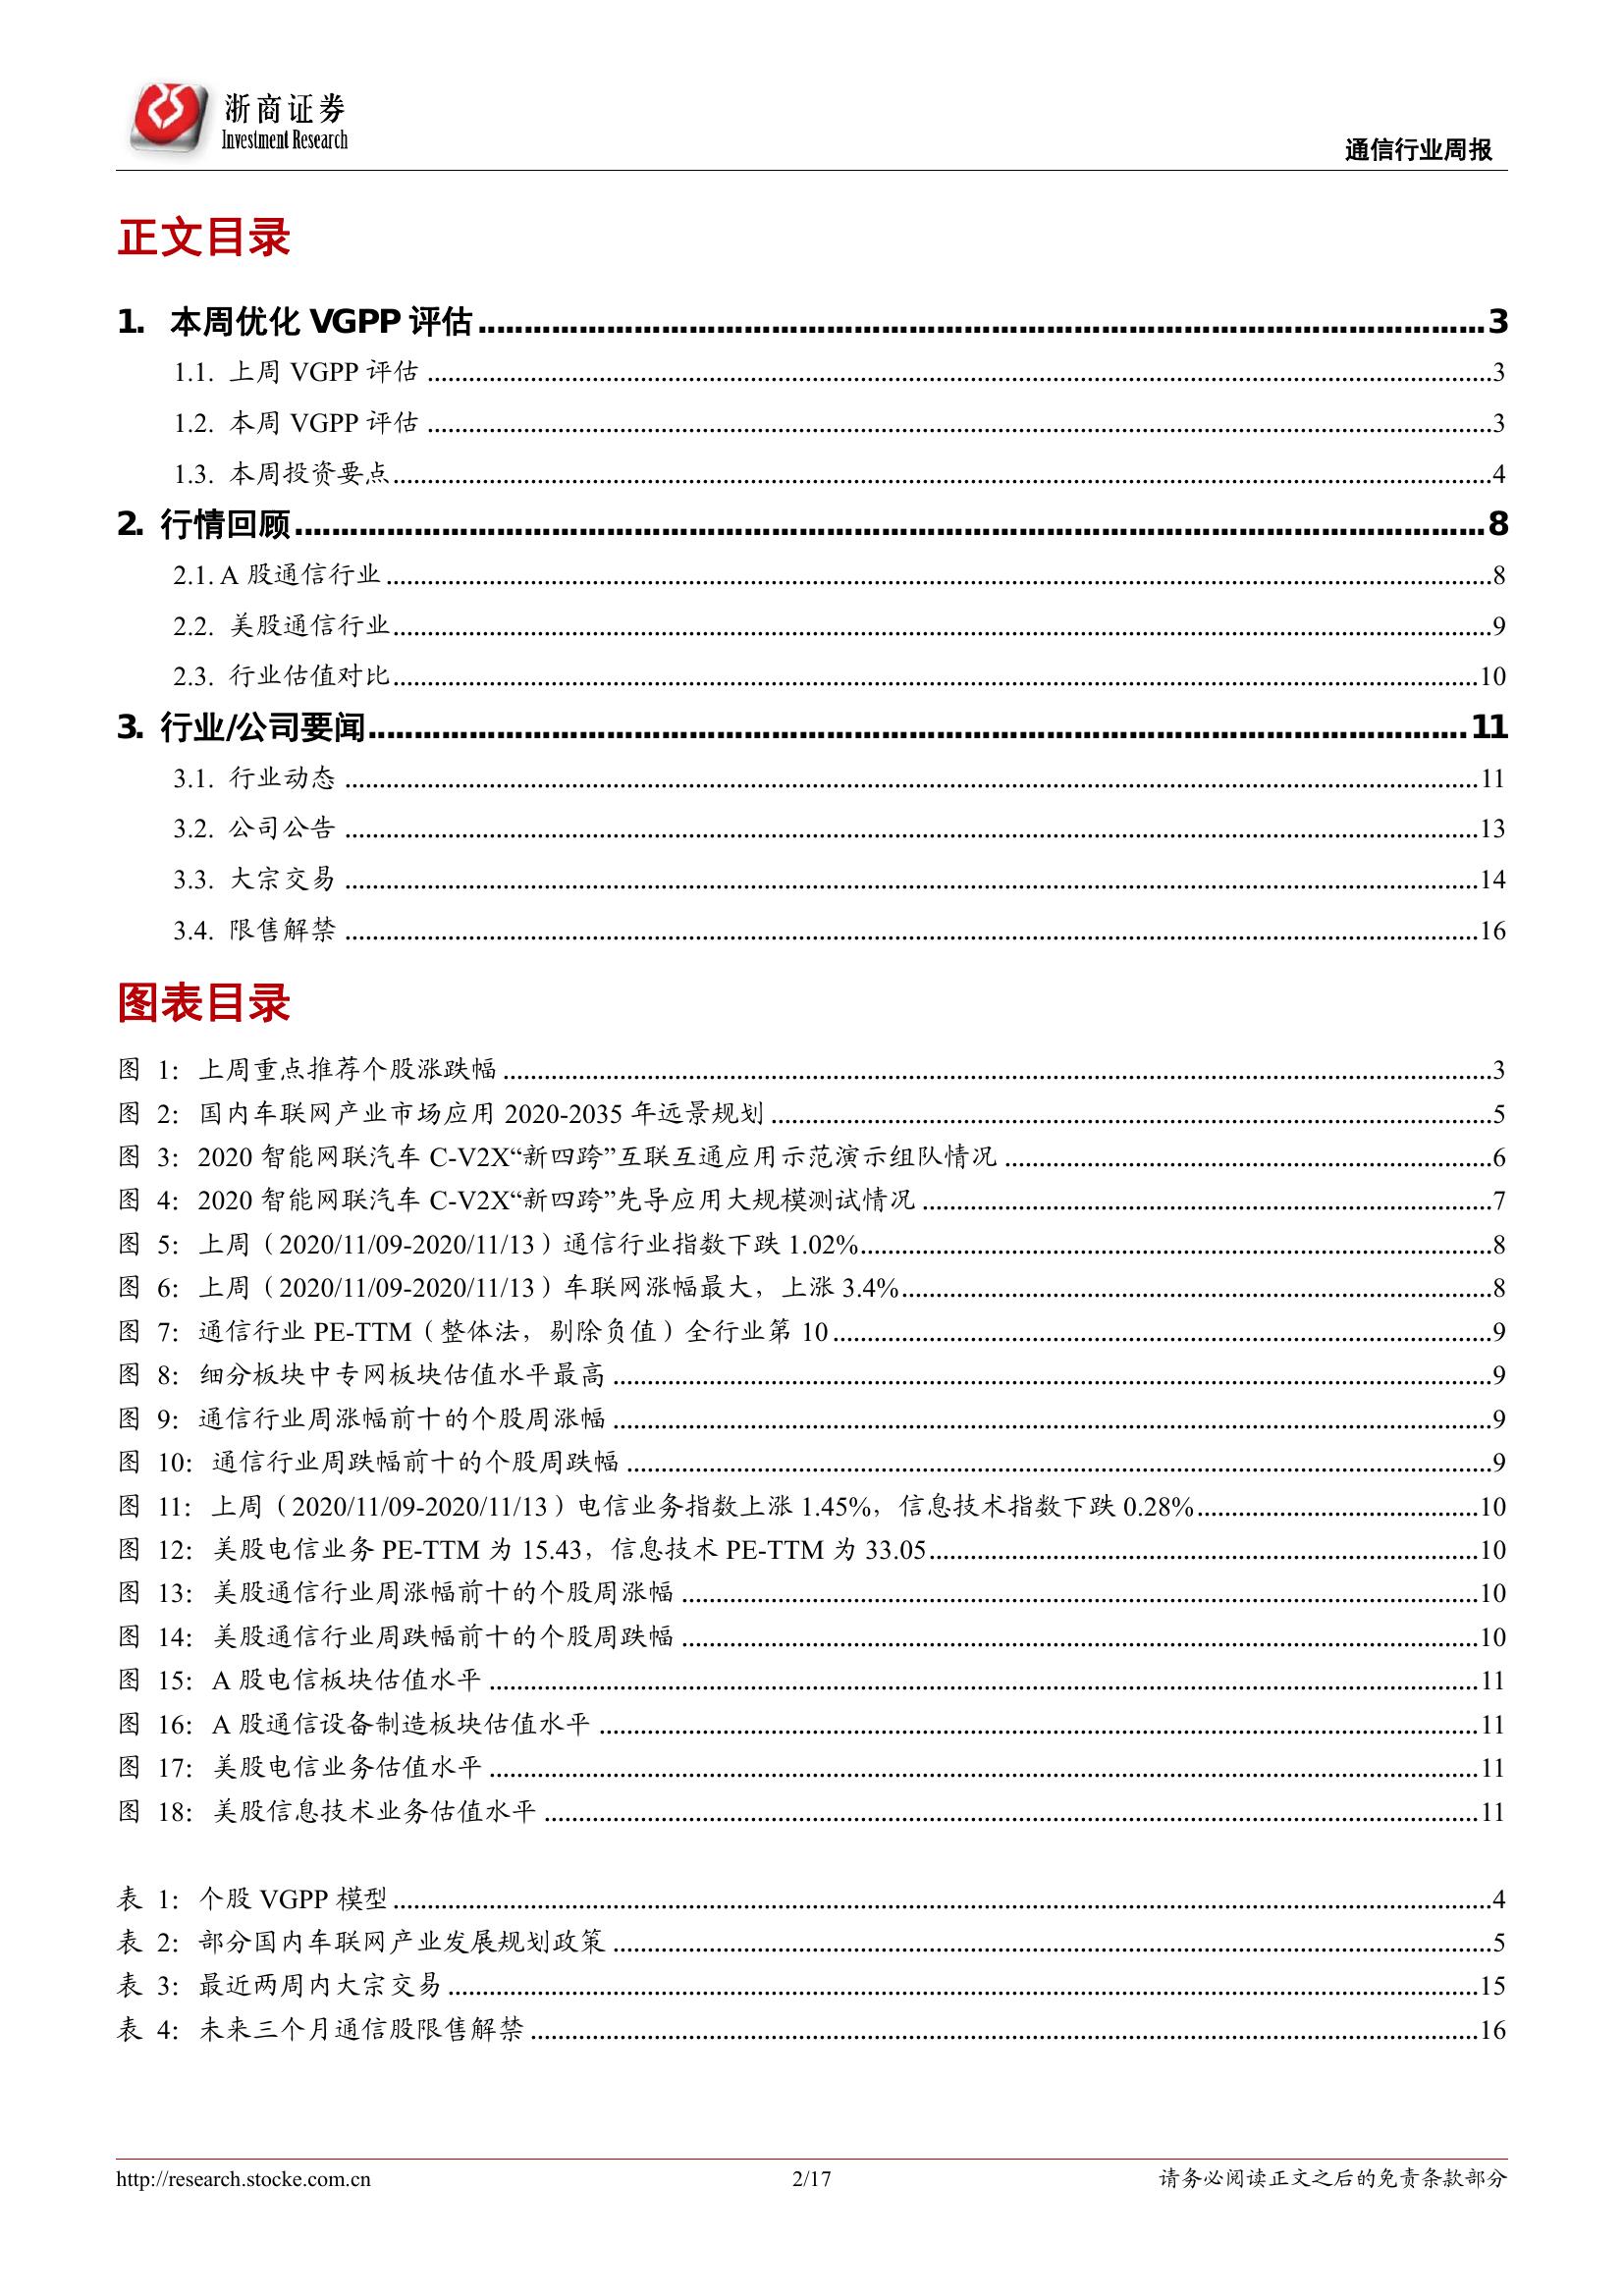 浙商证券
Investment Research
通信行业周报
正文目录
1. 本周优化 VGPP 评估 3
1.1. 上周 VGPP 评估 3
1.2. 本周 VGPP 评估 3
1.3. 本周投资要点 4
2. 行情回顾 8
2.1. A 股通信行业 8
2.2. 美股通信行业 9
2.3. 行业估值对比 10
3. 行业/公司要闻 11
3.1. 行业动态 11
3.2. 公司公告 13
3.3. 大宗交易 14
3.4. 限售解禁 16
图表目录
图 1：上周重点推荐个股涨跌幅 3
图 2：国内车联网产业市场应用 2020-2035 年远景规划 5
图 3：2020 智能网联汽车 C-V2X“新四跨”互联互通应用示范演示组队情况 6
图 4：2020 智能网联汽车 C-V2X“新四跨”先导应用大规模测试情况 7
图 5：上周（2020/11/09-2020/11/13）通信行业指数下跌 1.02% 8
图 6：上周（2020/11/09-2020/11/13）车联网涨幅最大，上涨 3.4% 8
图 7：通信行业 PE-TTM（整体法，剔除负值）全行业第 10 9
图 8：细分板块中专网板块估值水平最高 9
图 9：通信行业周涨幅前十的个股周涨幅 9
图 10：通信行业周跌幅前十的个股周跌幅 9
图 11：上周（2020/11/09-2020/11/13）电信业务指数上涨 1.45%，信息技术指数下跌 0.28% 10
图 12：美股电信业务 PE-TTM 为 15.43，信息技术 PE-TTM 为 33.05 10
图 13：美股通信行业周涨幅前十的个股周涨幅 10
图 14：美股通信行业周跌幅前十的个股周跌幅 10
图 15：A 股电信板块估值水平 11
图 16：A 股通信设备制造板块估值水平 11
图 17：美股电信业务估值水平 11
图 18：美股信息技术业务估值水平 11
表 1：个股 VGPP 模型 4
表 2：部分国内车联网产业发展规划政策 5
表 3：最近两周内大宗交易 15
表 4：未来三个月通信股限售解禁 16
http://research.stocke.com.cn
2/17
请务必阅读正文之后的免责条款部分